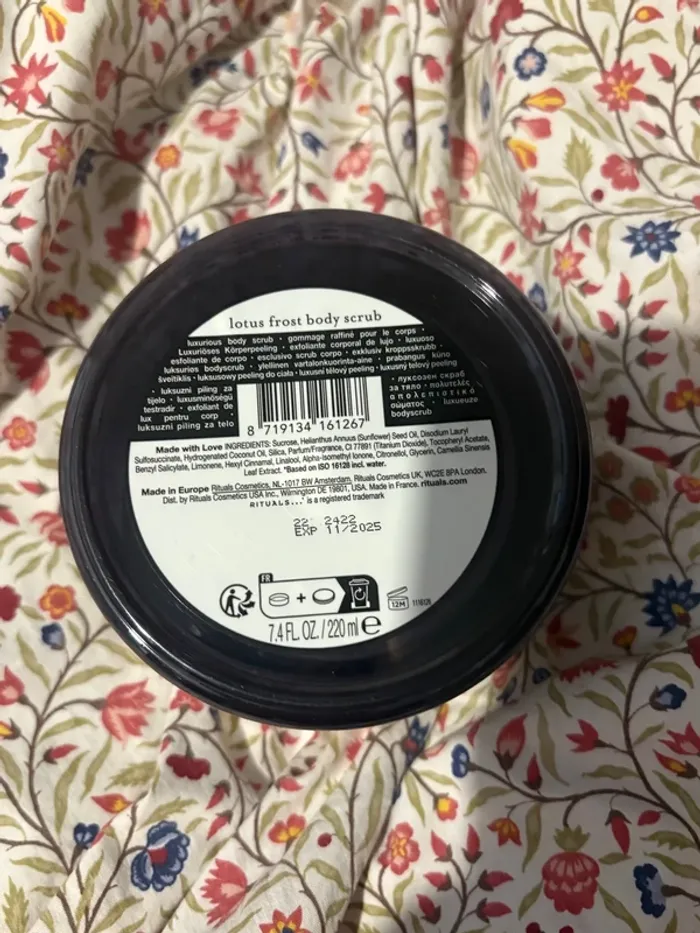 lotus frost body scrub
luxurious body scrub • gommage raffiné pour le corps •
Luxuriöses Körperpeeling • exfoliante corporal de lujo • luxuoso
esfoliante de corpo • esclusivo scrub corpo • exklusiv kroppsskrubb •
luksuriøs bodyscrub • ylellinen vartalonkuorinta-aine • prabangus kūno
šveitiklis • luksusowy peeling do ciała • luxusní tělový peeling • luxusný telový peeling
• luksuzni piling za
tijelo • luxusminőségű
testradír • exfoliant de
lux pentru corp •
luksuzni piling za telo
• луксозен скраб
за тяло • πολυτελές
απολεπιστικό
σώματος • luxueuze
bodyscrub
8 719134 161267
Made with Love INGREDIENTS: Sucrose, Helianthus Annuus (Sunflower) Seed Oil, Disodium Lauryl
Sulfosuccinate, Hydrogenated Coconut Oil, Silica, Parfum/Fragrance, CI 77891 (Titanium Dioxide), Tocopheryl Acetate,
Benzyl Salicylate, Limonene, Hexyl Cinnamal, Linalool, Alpha-Isomethyl Ionone, Citronellol, Glycerin, Camellia Sinensis
Leaf Extract. *Based on ISO 16128 incl. water.
Made in Europe Rituals Cosmetics, NL-1017 BW Amsterdam, Rituals Cosmetics UK, WC2E 8PA London.
Dist. by Rituals Cosmetics USA Inc., Wilmington DE 19801, USA. Made in France. rituals.com
RITUALS...® is a registered trademark
22 2422
EXP 11/2025
FR
+
12M
1116128
7.4 FL. OZ. / 220 ml e